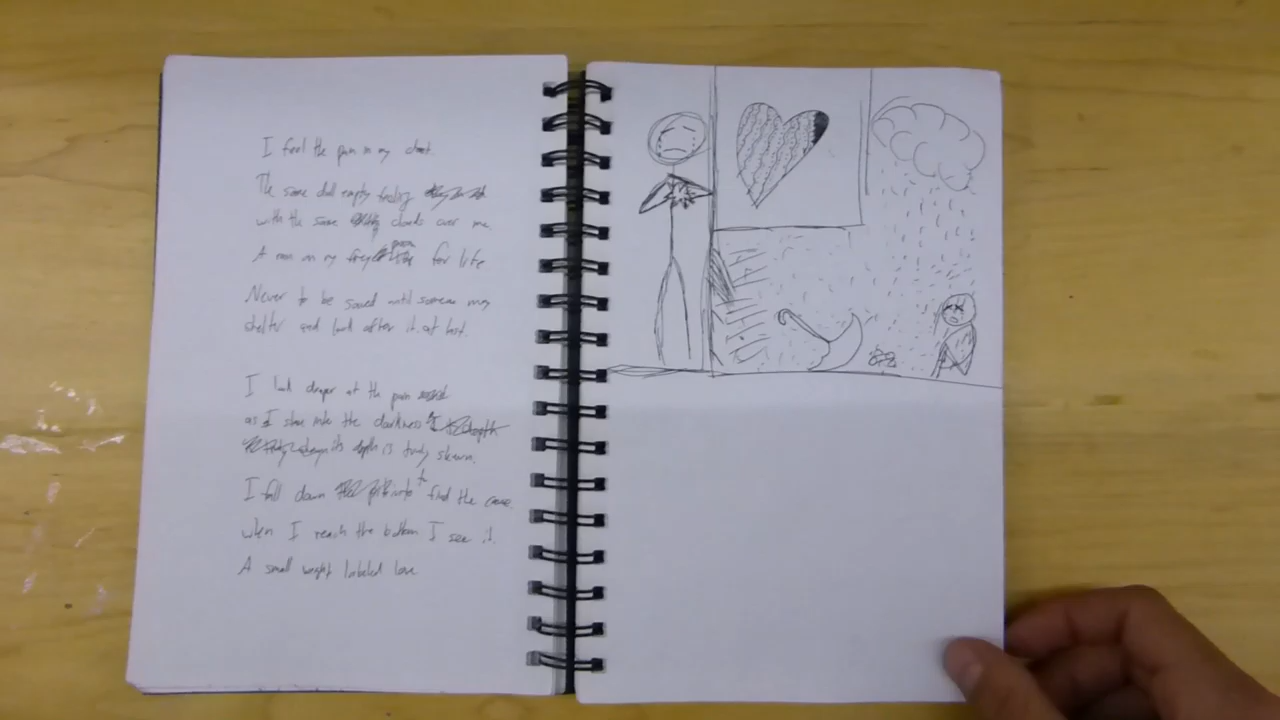 I feel the pain in my chest.
The same dull empty feeling
with the same clouds over me.
A rain on my for life
Never to be saved until someone may
shelter and look after it at last.
I look deeper at the pain
as I stare into the darkness
its depth is truly shown.
I fall down to find the cause.
when I reach the bottom I see it.
A small weight labeled love